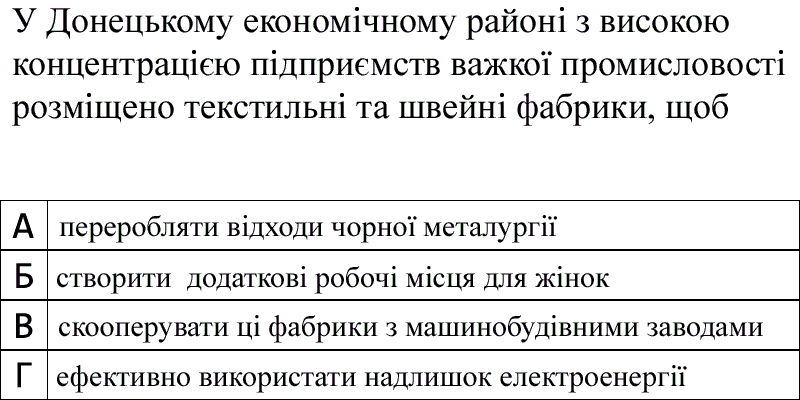 У Донецькому економічному районі з високою
концентрацією підприємств важкої промисловості
розміщено текстильні та швейні фабрики, щоб
А переробляти відходи чорної металургії
Б створити додаткові робочі місця для жінок
В скооперувати ці фабрики з машинобудівними заводами
Г ефективно використати надлишок електроенергії